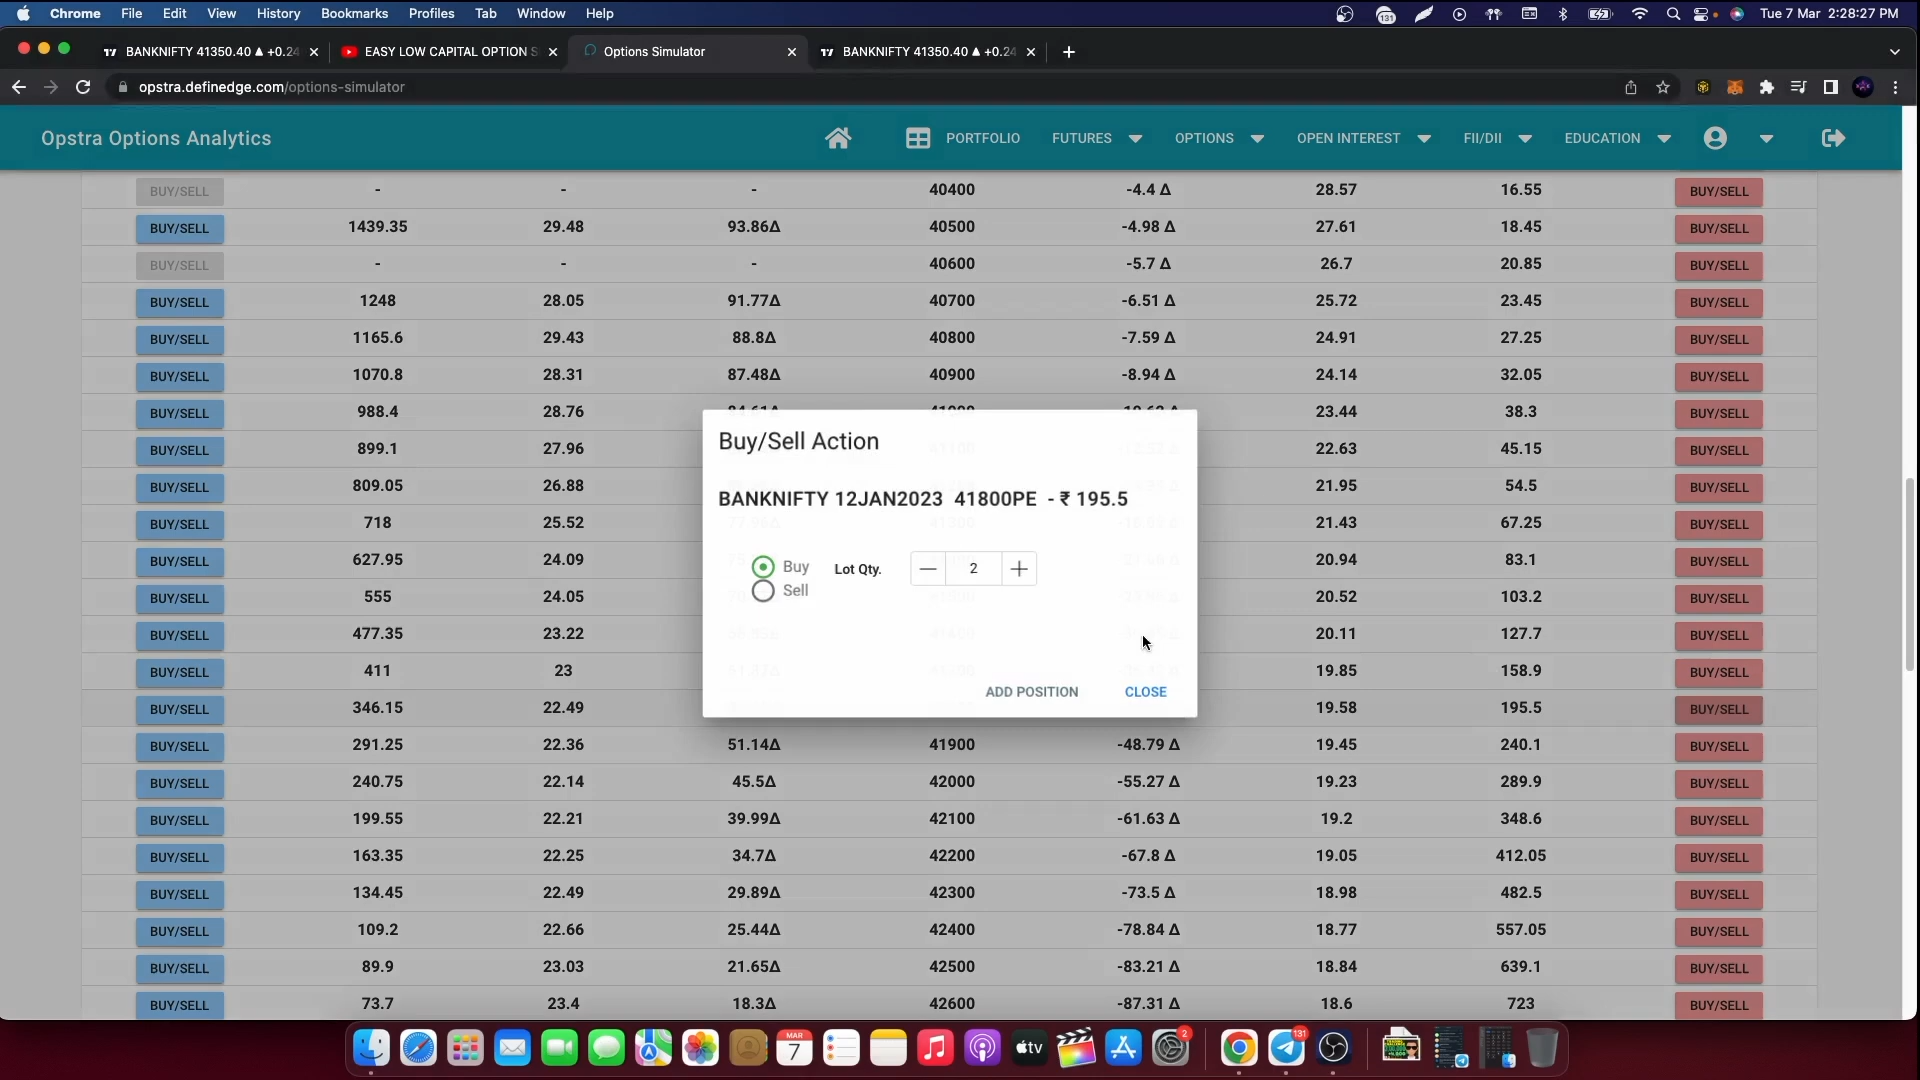 Chrome File Edit View History Bookmarks Profiles Tab Window Help 131 Tue 7 Mar 2:28:27 PM
BANKNIFTY 41350.40 ▲ +0.24 EASY LOW CAPITAL OPTION S Options Simulator BANKNIFTY 41350.40 ▲ +0.24
opstra.definedge.com/options-simulator
Opstra Options Analytics PORTFOLIO FUTURES OPTIONS OPEN INTEREST FII/DII EDUCATION
BUY/SELL - - - 40400 -4.4 Δ 28.57 16.55 BUY/SELL
BUY/SELL 1439.35 29.48 93.86Δ 40500 -4.98 Δ 27.61 18.45 BUY/SELL
BUY/SELL - - - 40600 -5.7 Δ 26.7 20.85 BUY/SELL
BUY/SELL 1248 28.05 91.77Δ 40700 -6.51 Δ 25.72 23.45 BUY/SELL
BUY/SELL 1165.6 29.43 88.8Δ 40800 -7.59 Δ 24.91 27.25 BUY/SELL
BUY/SELL 1070.8 28.31 87.48Δ 40900 -8.94 Δ 24.14 32.05 BUY/SELL
BUY/SELL 988.4 28.76 23.44 38.3 BUY/SELL
BUY/SELL 899.1 27.96 22.63 45.15 BUY/SELL
BUY/SELL 809.05 26.88 21.95 54.5 BUY/SELL
BUY/SELL 718 25.52 21.43 67.25 BUY/SELL
BUY/SELL 627.95 24.09 20.94 83.1 BUY/SELL
BUY/SELL 555 24.05 20.52 103.2 BUY/SELL
BUY/SELL 477.35 23.22 20.11 127.7 BUY/SELL
BUY/SELL 411 23 19.85 158.9 BUY/SELL
BUY/SELL 346.15 22.49 19.58 195.5 BUY/SELL
Buy/Sell Action
BANKNIFTY 12JAN2023 41800PE - ₹ 195.5
Buy Lot Qty. — 2 +
Sell
ADD POSITION CLOSE
BUY/SELL 291.25 22.36 51.14Δ 41900 -48.79 Δ 19.45 240.1 BUY/SELL
BUY/SELL 240.75 22.14 45.5Δ 42000 -55.27 Δ 19.23 289.9 BUY/SELL
BUY/SELL 199.55 22.21 39.99Δ 42100 -61.63 Δ 19.2 348.6 BUY/SELL
BUY/SELL 163.35 22.25 34.7Δ 42200 -67.8 Δ 19.05 412.05 BUY/SELL
BUY/SELL 134.45 22.49 29.89Δ 42300 -73.5 Δ 18.98 482.5 BUY/SELL
BUY/SELL 109.2 22.66 25.44Δ 42400 -78.84 Δ 18.77 557.05 BUY/SELL
BUY/SELL 89.9 23.03 21.65Δ 42500 -83.21 Δ 18.84 639.1 BUY/SELL
BUY/SELL 73.7 23.4 18.3Δ 42600 -87.31 Δ 18.6 723 BUY/SELL
MAR 7 tv 2 131